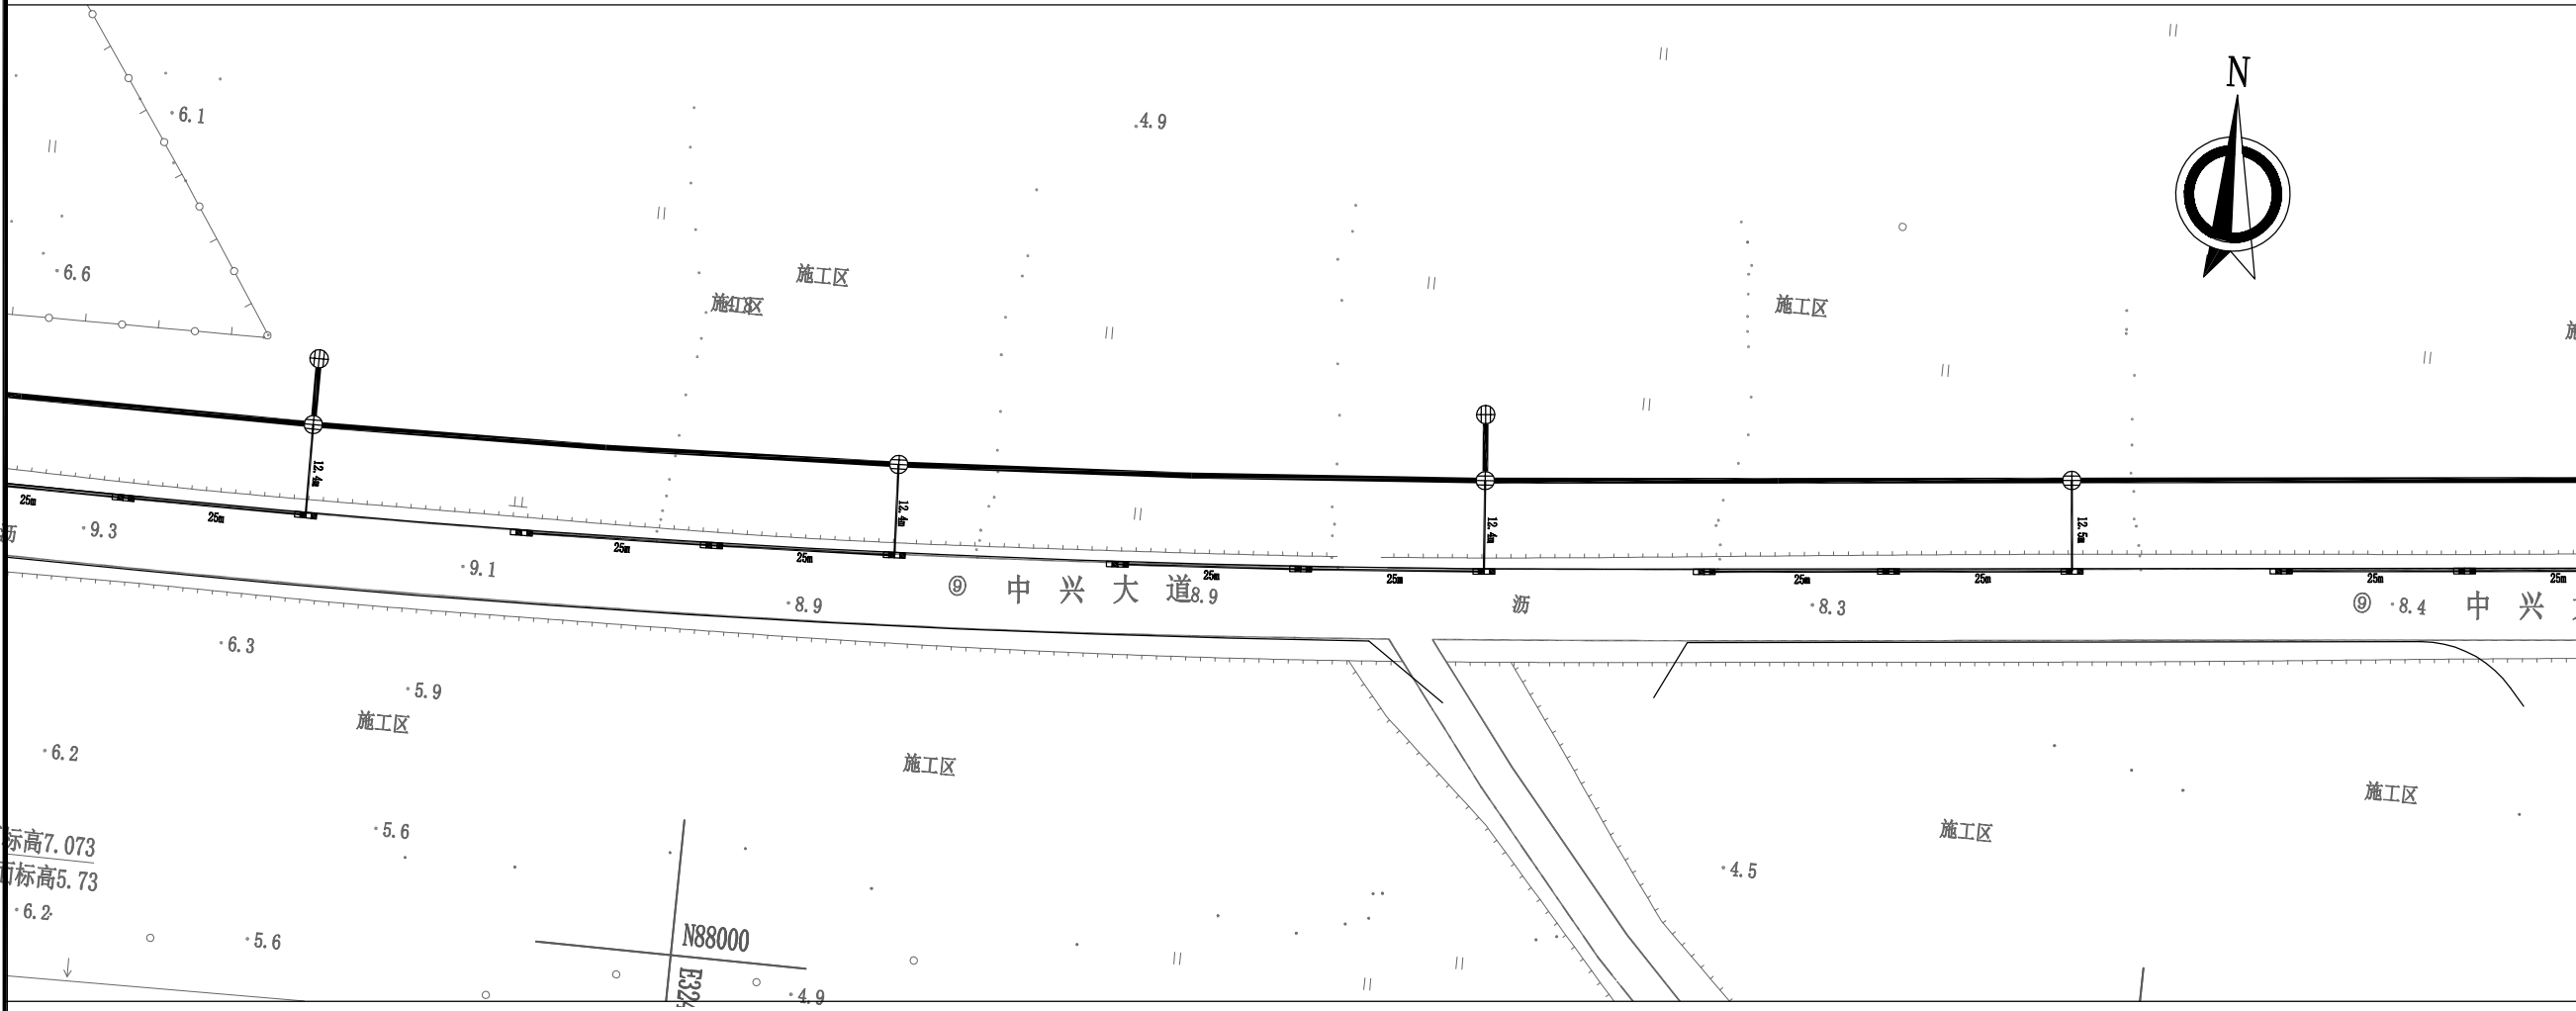 N
6.1
4.9
6.6
施工区
施工区
4.8
施工区
12.4m
12.4m
12.4m
12.5m
25m
25m
25m
25m
25m
25m
25m
25m
25m
25m
沥
9.3
9.1
8.9
⑨ 中兴大道
8.9
沥
8.3
⑨
8.4
中兴
6.3
5.9
施工区
6.2
施工区
施工区
施工区
5.6
4.5
标高7.073
面标高5.73
6.2
5.6
N88000
E324
4.9